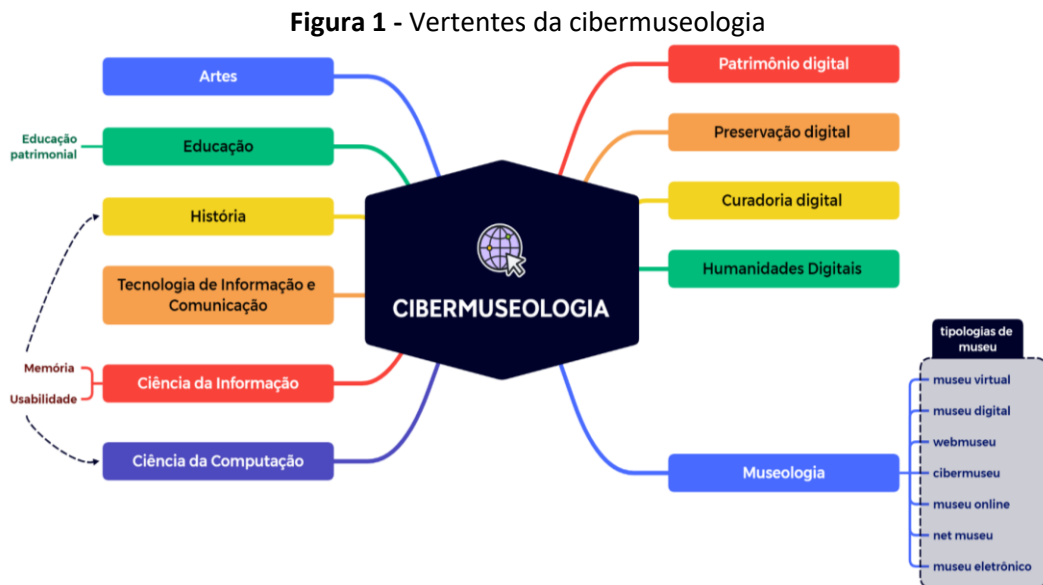 Figura 1 - Vertentes da cibermuseologia
Artes
Educação
patrimonial
Educação
História
Tecnologia de Informação e
Comunicação
Memória
Usabilidade
Ciência da Informação
Ciência da Computação
CIBERMUSEOLOGIA
Patrimônio digital
Preservação digital
Curadoria digital
Humanidades Digitais
Museologia
tipologias de
museu
museu virtual
museu digital
webmuseu
cibermuseu
museu online
net museu
museu eletrônico